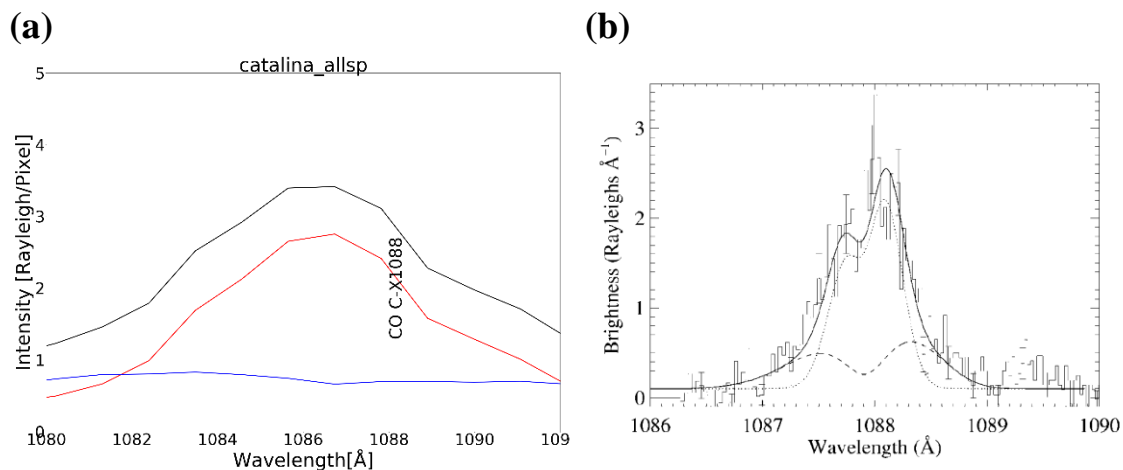 (a)
catalina_allsp
Intensity [Rayleigh/Pixel]
5
4
3
2
1
0
CO C-X1088
1080 1082 1084 1086 1088 1090 109
Wavelength[Å]
(b)
Brightness (Rayleighs Å⁻¹)
3
2
1
0
1086 1087 1088 1089 1090
Wavelength (Å)